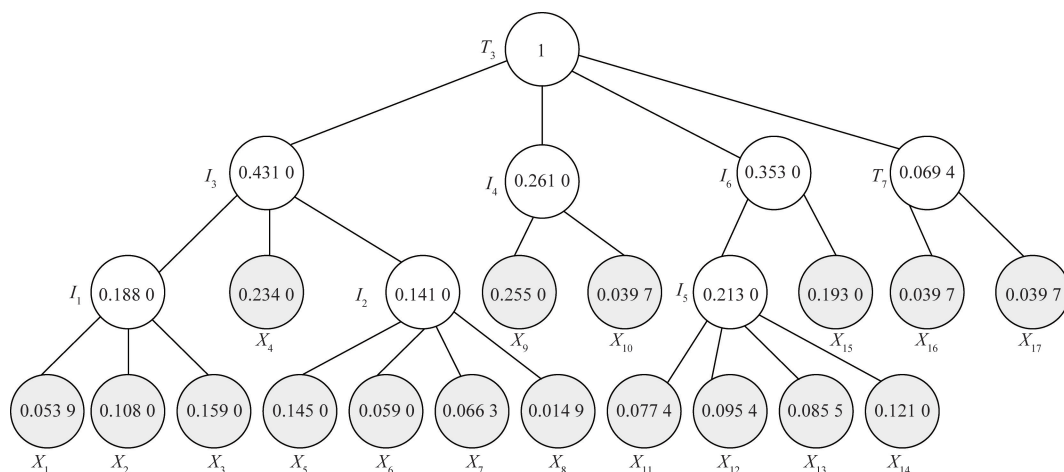 T₃ 1
I₃ 0.431 0 I₄ 0.261 0 I₆ 0.353 0 T₇ 0.069 4
I₁ 0.188 0 0.234 0 I₂ 0.141 0 0.255 0 0.039 7 I₅ 0.213 0 0.193 0 0.039 7 0.039 7
X₄ X₉ X₁₀ X₁₅ X₁₆ X₁₇
0.053 9 0.108 0 0.159 0 0.145 0 0.059 0 0.066 3 0.014 9 0.077 4 0.095 4 0.085 5 0.121 0
X₁ X₂ X₃ X₅ X₆ X₇ X₈ X₁₁ X₁₂ X₁₃ X₁₄